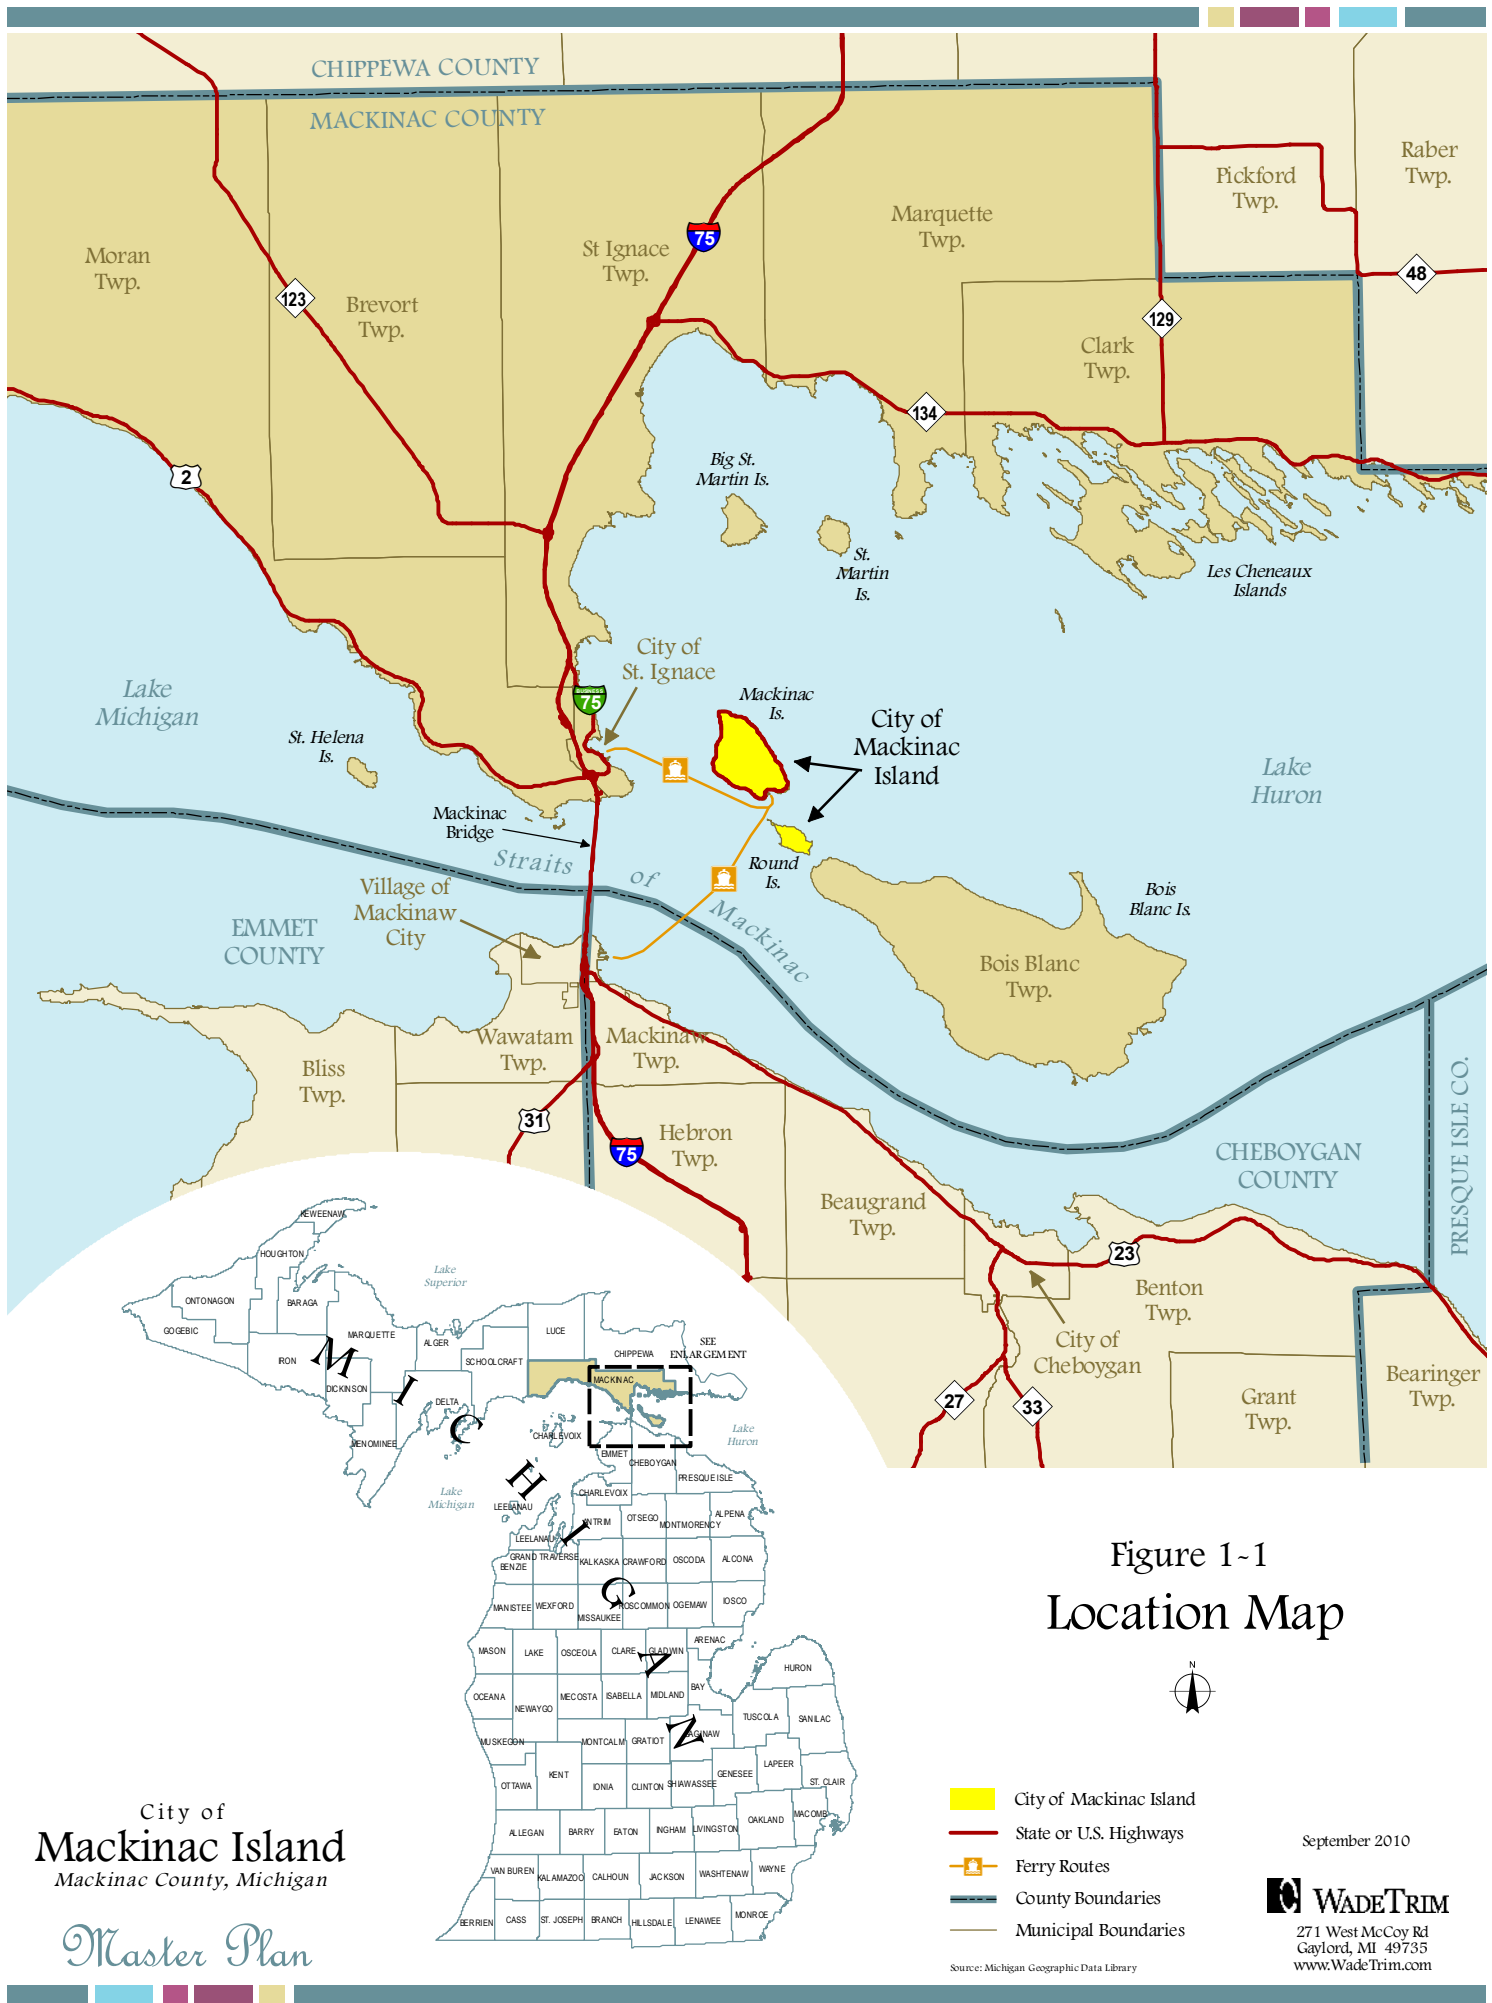 CHIPPEWA COUNTY
MACKINAC COUNTY
Raber
Twp.
Pickford
Twp.
Marquette
Twp.
Moran
Twp.
St Ignace
Twp.
75
48
123
Brevort
Twp.
129
Clark
Twp.
134
2
Big St.
Martin Is.
St.
Martin
Is.
Les Cheneaux
Islands
City of
St. Ignace
Lake
Michigan
BUSINESS
75
Mackinac
Is.
City of
Mackinac
Island
St. Helena
Is.
Lake
Huron
Mackinac
Bridge
Straits of Mackinac
Round
Is.
Village of
Mackinaw
City
Bois
Blanc Is.
EMMET
COUNTY
Bois Blanc
Twp.
Wawatam
Twp.
Mackinaw
Twp.
Bliss
Twp.
31
75
Hebron
Twp.
CHEBOYGAN
COUNTY
PRESQUE ISLE CO.
Beaugrand
Twp.
23
Benton
Twp.
City of
Cheboygan
27
33
Grant
Twp.
Bearinger
Twp.
KEWEENAW
HOUGHTON
Lake
Superior
ONTONAGON
BARAGA
GOGEBIC
MARQUETTE
ALGER
LUCE
SEE
ENLARGEMENT
CHIPPEWA
IRON
SCHOOLCRAFT
MACKINAC
DICKINSON
DELTA
MENOMINEE
CHARLEVOIX
Lake
Huron
EMMET
CHEBOYGAN
PRESQUE ISLE
Lake
Michigan
CHARLEVOIX
LEELANAU
ANTRIM
OTSEGO
MONTMORENCY
ALPENA
LEELANAU
GRAND TRAVERSE
BENZIE
KALKASKA
CRAWFORD
OSCODA
ALCONA
MANISTEE
WEXFORD
MISSAUKEE
ROSCOMMON
OGEMAW
IOSCO
MASON
LAKE
OSCEOLA
CLARE
GLADWIN
ARENAC
HURON
OCEANA
NEWAYGO
MECOSTA
ISABELLA
MIDLAND
BAY
TUSCOLA
SANILAC
MUSKEGON
MONTCALM
GRATIOT
SAGINAW
OTTAWA
KENT
IONIA
CLINTON
SHIAWASSEE
GENESEE
LAPEER
ST. CLAIR
ALLEGAN
BARRY
EATON
INGHAM
LIVINGSTON
OAKLAND
MACOMB
VAN BUREN
KALAMAZOO
CALHOUN
JACKSON
WASHTENAW
WAYNE
BERRIEN
CASS
ST. JOSEPH
BRANCH
HILLSDALE
LENAWEE
MONROE
MICHIGAN
Figure 1-1
Location Map
N
City of Mackinac Island
State or U.S. Highways
Ferry Routes
County Boundaries
Municipal Boundaries
Source: Michigan Geographic Data Library
September 2010
WADETRIM
271 West McCoy Rd
Gaylord, MI 49735
www.WadeTrim.com
City of
Mackinac Island
Mackinac County, Michigan
Master Plan